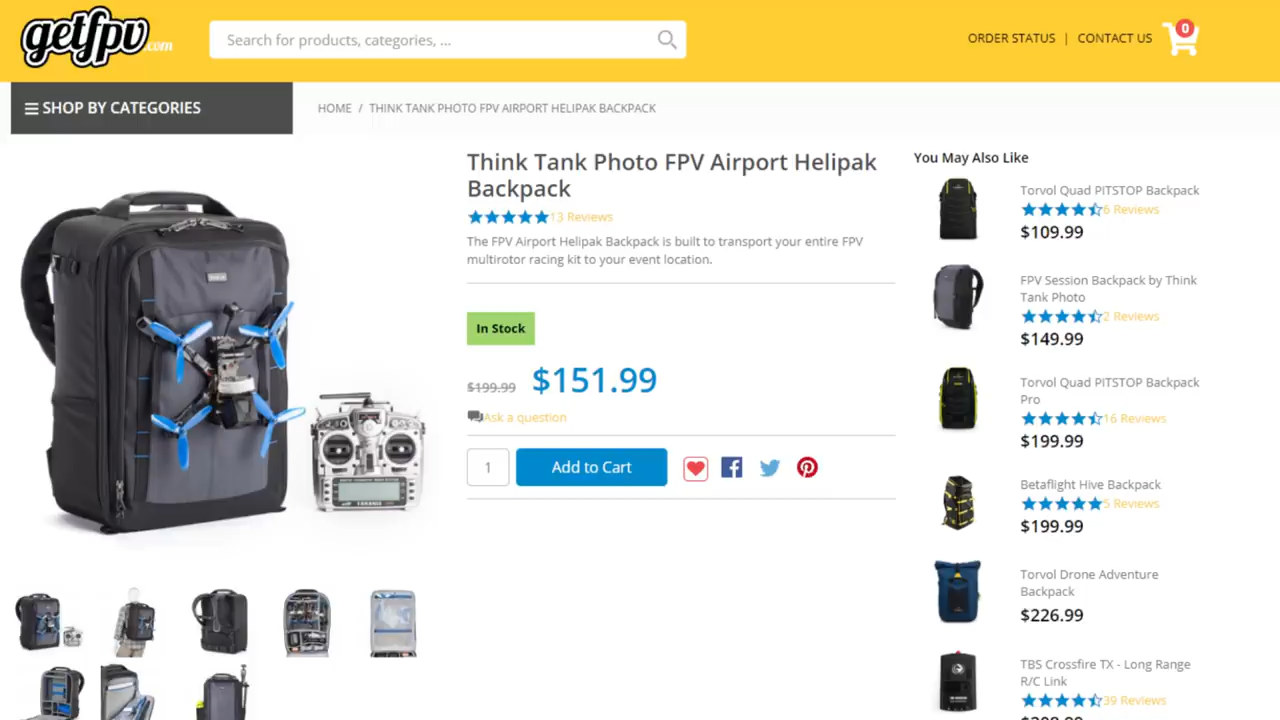 getfpv.com
Search for products, categories, ...
ORDER STATUS | CONTACT US
0
SHOP BY CATEGORIES
HOME / THINK TANK PHOTO FPV AIRPORT HELIPAK BACKPACK
Think Tank Photo FPV Airport Helipak
Backpack
13 Reviews
The FPV Airport Helipak Backpack is built to transport your entire FPV
multirotor racing kit to your event location.
In Stock
$199.99 $151.99
Ask a question
1
Add to Cart
You May Also Like
Torvol Quad PITSTOP Backpack
6 Reviews
$109.99
FPV Session Backpack by Think
Tank Photo
2 Reviews
$149.99
Torvol Quad PITSTOP Backpack
Pro
16 Reviews
$199.99
Betaflight Hive Backpack
5 Reviews
$199.99
Torvol Drone Adventure
Backpack
$226.99
TBS Crossfire TX - Long Range
R/C Link
39 Reviews